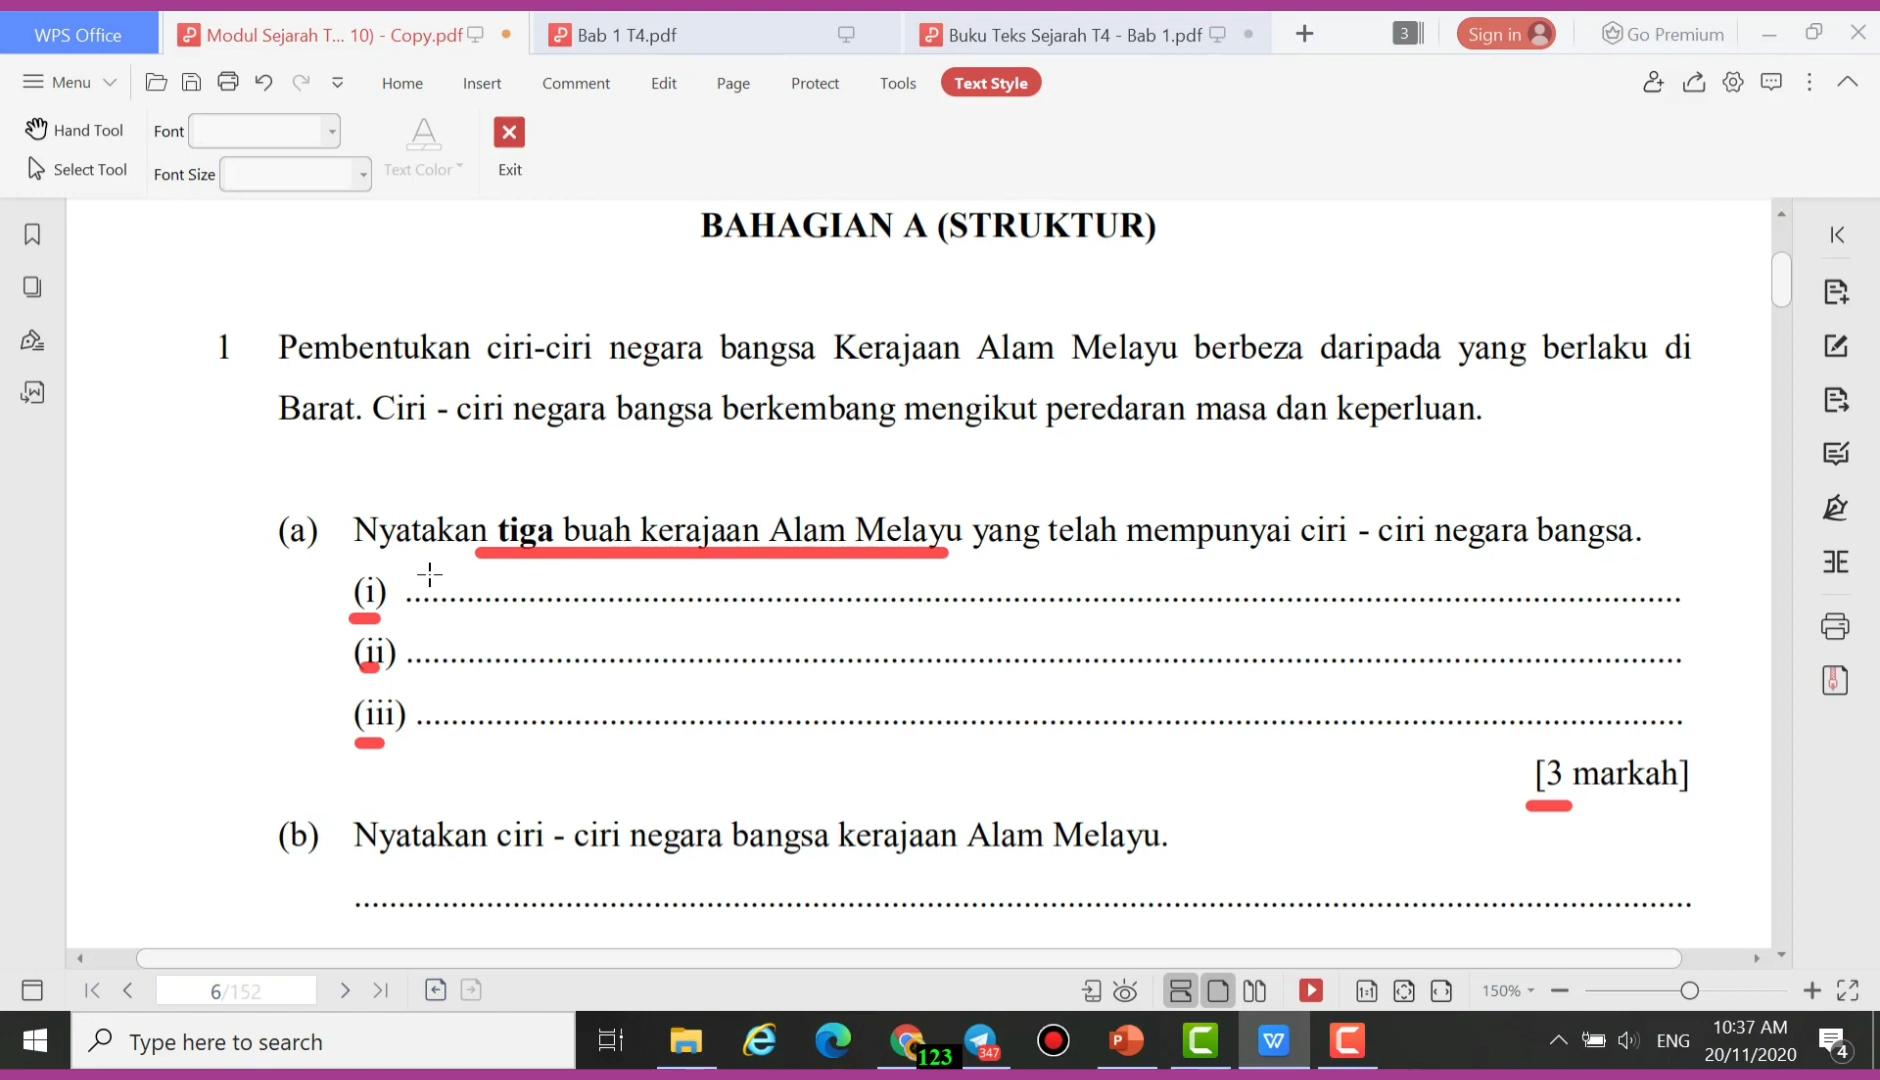 WPS Office
Modul Sejarah T... 10) - Copy.pdf
Bab 1 T4.pdf
Buku Teks Sejarah T4 - Bab 1.pdf
3
Sign in
Go Premium
Menu
Home
Insert
Comment
Edit
Page
Protect
Tools
Text Style
Hand Tool
Font
Select Tool
Font Size
Text Color
Exit
BAHAGIAN A (STRUKTUR)
1 Pembentukan ciri-ciri negara bangsa Kerajaan Alam Melayu berbeza daripada yang berlaku di
Barat. Ciri - ciri negara bangsa berkembang mengikut peredaran masa dan keperluan.
(a) Nyatakan tiga buah kerajaan Alam Melayu yang telah mempunyai ciri - ciri negara bangsa.
(i) ........................................................................................................................
(ii) ........................................................................................................................
(iii) ........................................................................................................................
[3 markah]
(b) Nyatakan ciri - ciri negara bangsa kerajaan Alam Melayu.
........................................................................................................................
6/152
150%
Type here to search
123
347
ENG
10:37 AM
20/11/2020
4